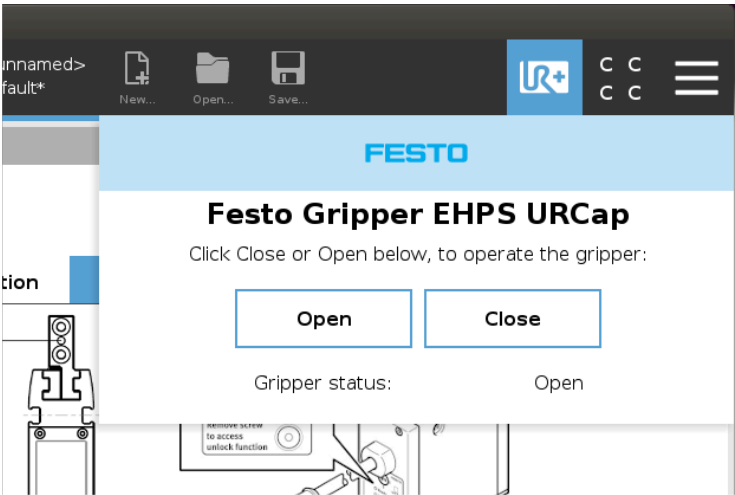 unnamed>
fault*
New...
Open...
Save...
UR+
C C
C C
FESTO
Festo Gripper EHPS URCap
Click Close or Open below, to operate the gripper:
tion
Open
Close
Gripper status:
Open
Remove screw
to access
unlock function